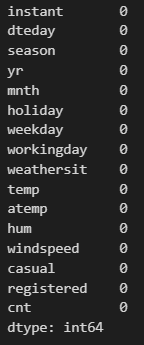 instant 0
dteday 0
season 0
yr 0
mnth 0
holiday 0
weekday 0
workingday 0
weathersit 0
temp 0
atemp 0
hum 0
windspeed 0
casual 0
registered 0
cnt 0
dtype: int64